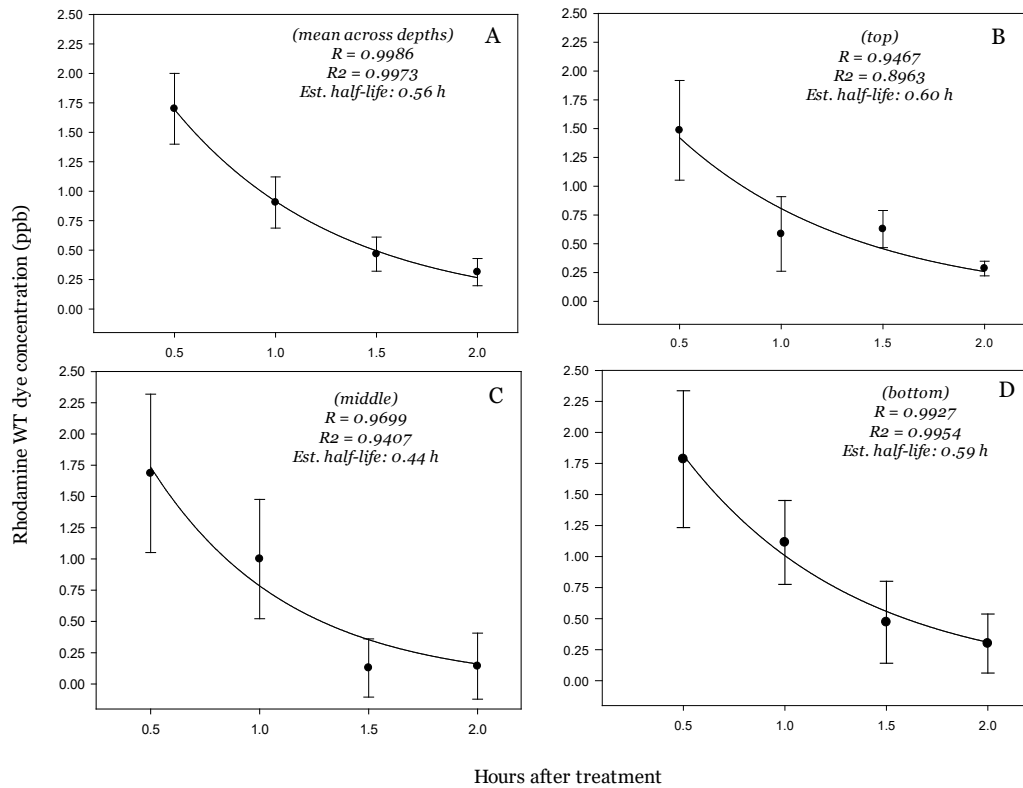 Rhodamine WT dye concentration (ppb)
A
(mean across depths)
R = 0.9986
R2 = 0.9973
Est. half-life: 0.56 h
2.50
2.25
2.00
1.75
1.50
1.25
1.00
0.75
0.50
0.25
0.00
0.5 1.0 1.5 2.0
B
(top)
R = 0.9467
R2 = 0.8963
Est. half-life: 0.60 h
2.50
2.25
2.00
1.75
1.50
1.25
1.00
0.75
0.50
0.25
0.00
0.5 1.0 1.5 2.0
C
(middle)
R = 0.9699
R2 = 0.9407
Est. half-life: 0.44 h
2.50
2.25
2.00
1.75
1.50
1.25
1.00
0.75
0.50
0.25
0.00
0.5 1.0 1.5 2.0
D
(bottom)
R = 0.9927
R2 = 0.9954
Est. half-life: 0.59 h
2.50
2.25
2.00
1.75
1.50
1.25
1.00
0.75
0.50
0.25
0.00
0.5 1.0 1.5 2.0
Hours after treatment